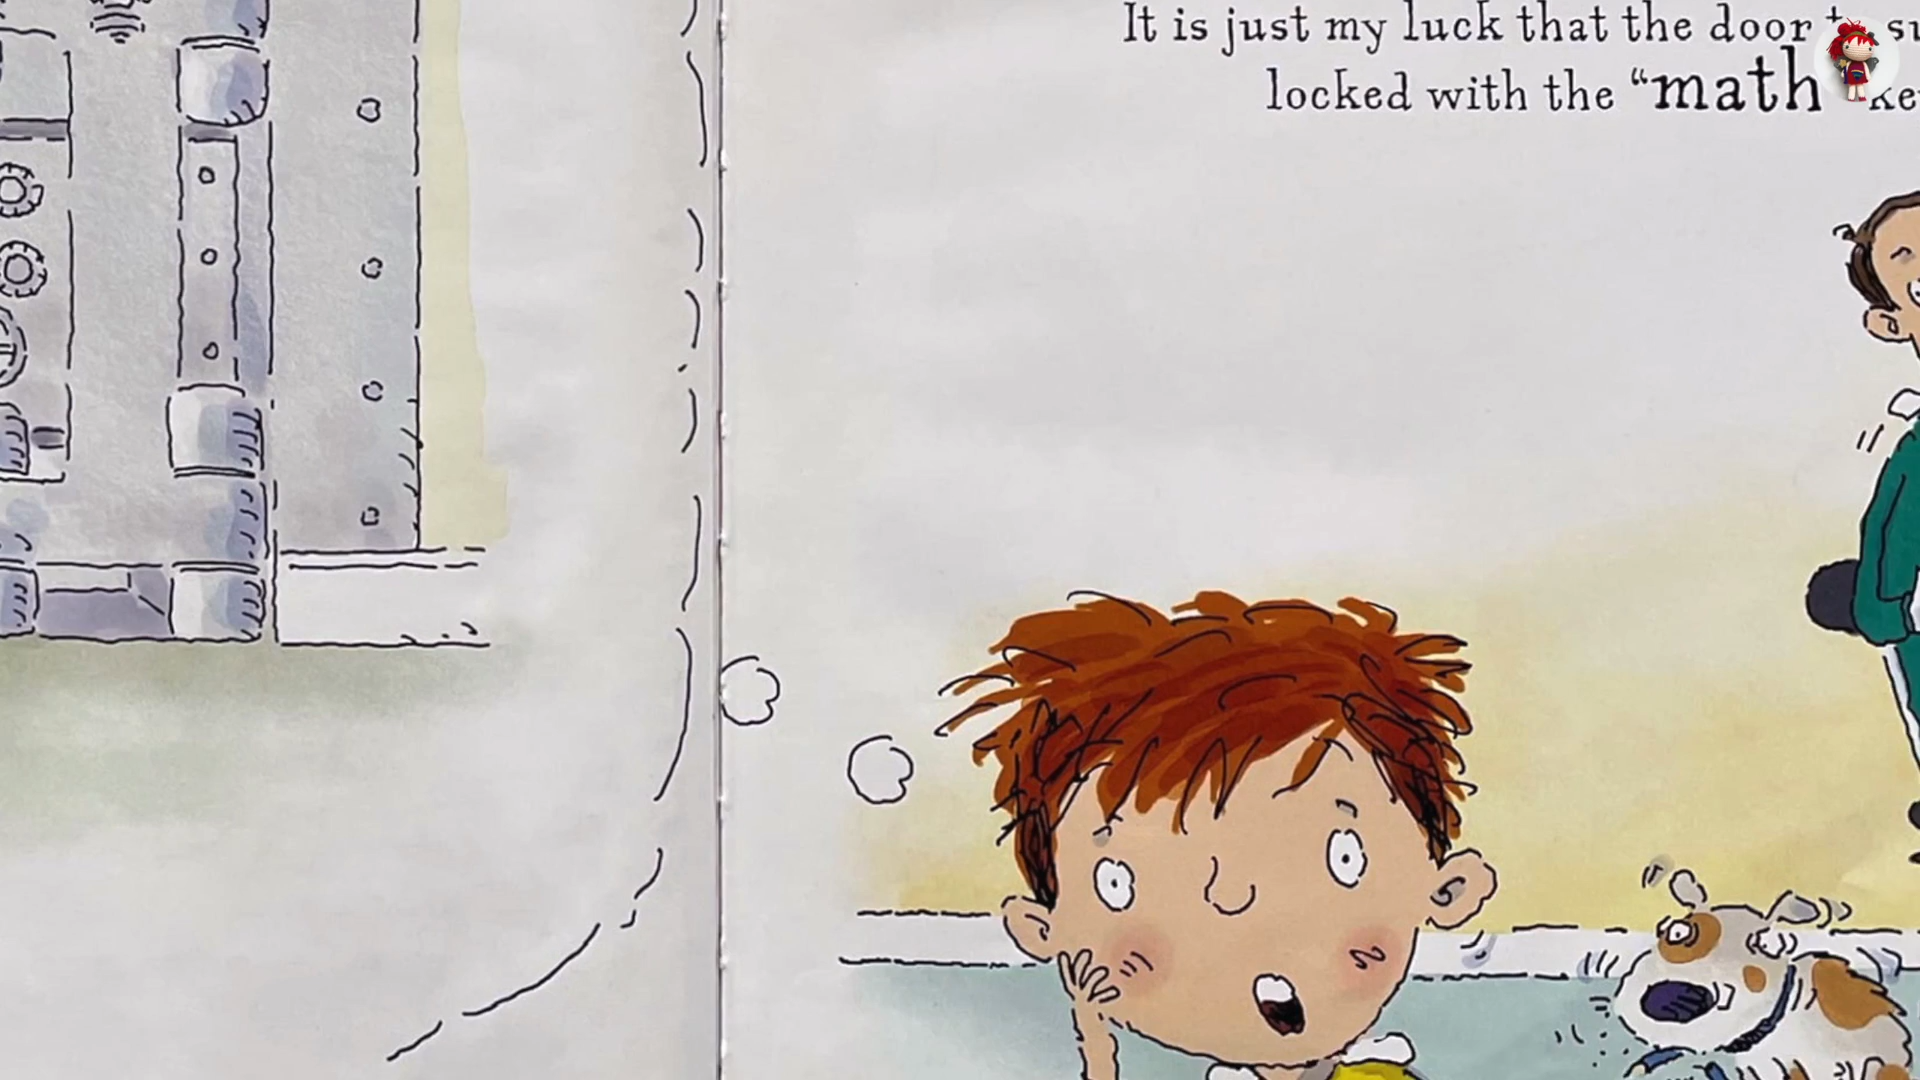 It is just my luck that the door
locked with the “math”